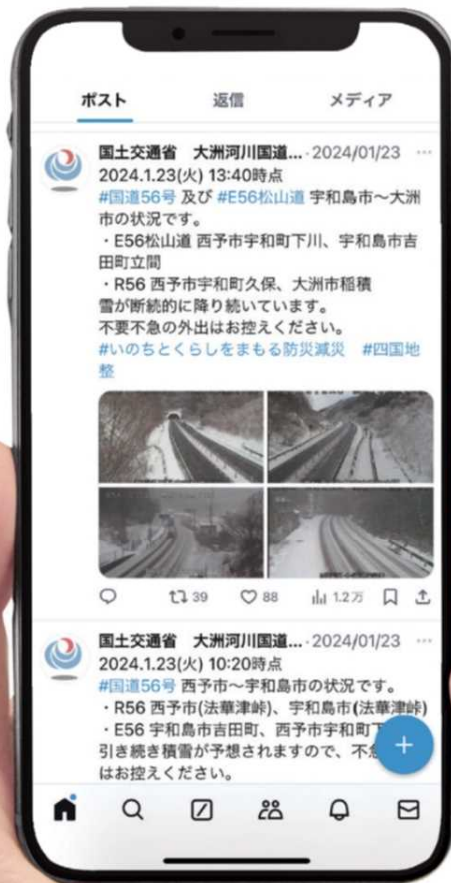 ポスト 返信 メディア
国土交通省 大洲河川国道... · 2024/01/23 ...
2024.1.23(火) 13:40時点
#国道56号 及び #E56松山道 宇和島市～大洲
市の状況です。
・E56松山道 西予市宇和町下川、宇和島市吉
田町立間
・R56 西予市宇和町久保、大洲市稲積
雪が断続的に降り続いています。
不要不急の外出はお控えください。
#いのちとくらしをまもる防災減災 #四国地
整
39 88 1.2万
国土交通省 大洲河川国道... · 2024/01/23 ...
2024.1.23(火) 10:20時点
#国道56号 西予市～宇和島市の状況です。
・R56 西予市(法華津峠)、宇和島市(法華津峠)
・E56 宇和島市吉田町、西予市宇和町
引き続き積雪が予想されますので、不
はお控えください。